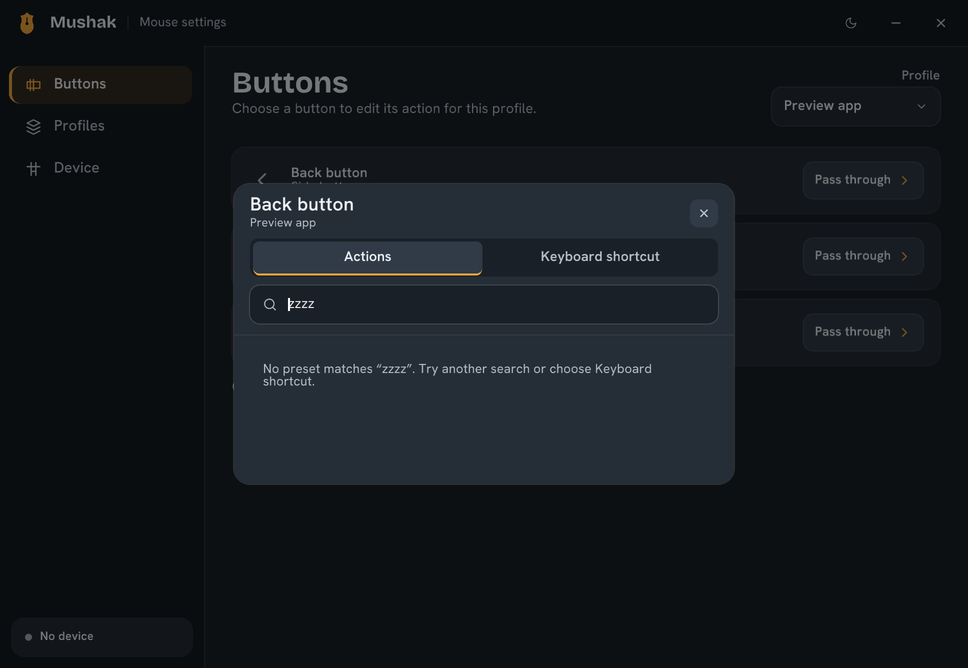 Mushak
Mouse settings
Buttons
Profiles
Device
No device
Buttons
Choose a button to edit its action for this profile.
Profile
Preview app
Back button
Pass through
Pass through
Pass through
Back button
Preview app
Actions
Keyboard shortcut
zzzz
No preset matches “zzzz”. Try another search or choose Keyboard
shortcut.